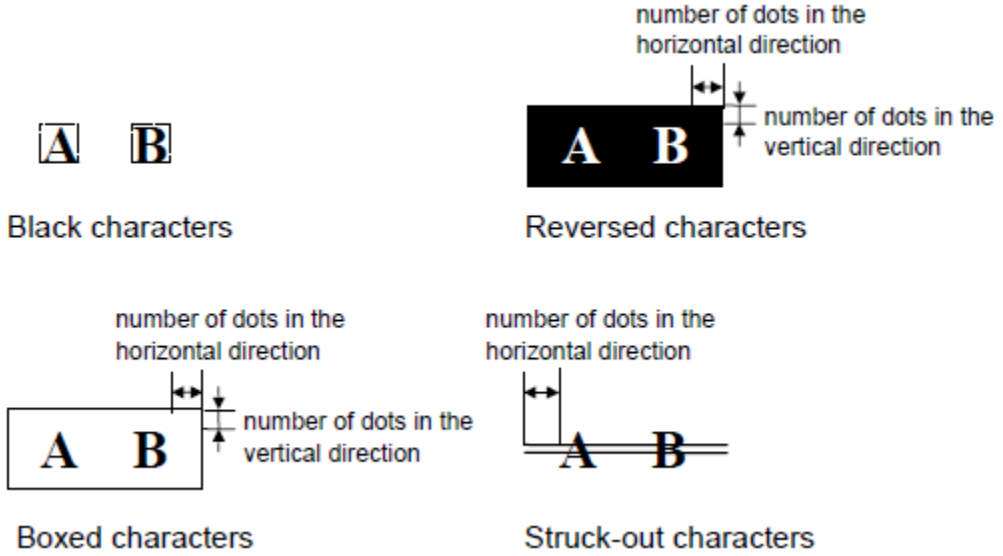 number of dots in the
horizontal direction
number of dots in the
vertical direction
A B
A B
Black characters
Reversed characters
number of dots in the
horizontal direction
number of dots in the
horizontal direction
number of dots in the
vertical direction
A B
A B
Boxed characters
Struck-out characters